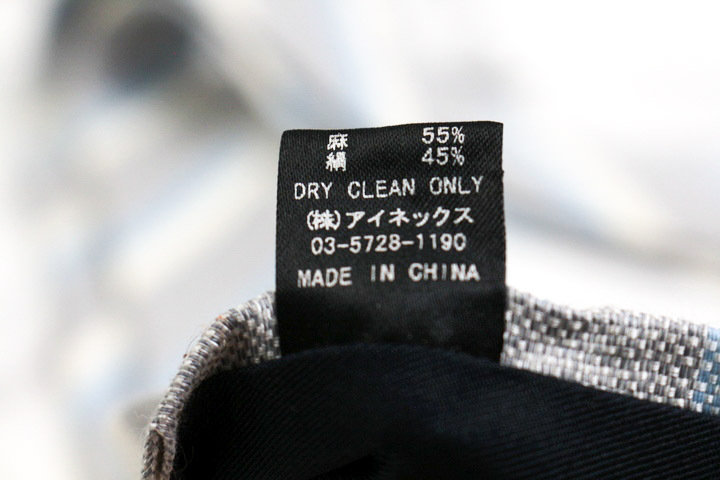 麻 55%
絹 45%
DRY CLEAN ONLY
(株)アイネックス
03-5728-1190
MADE IN CHINA